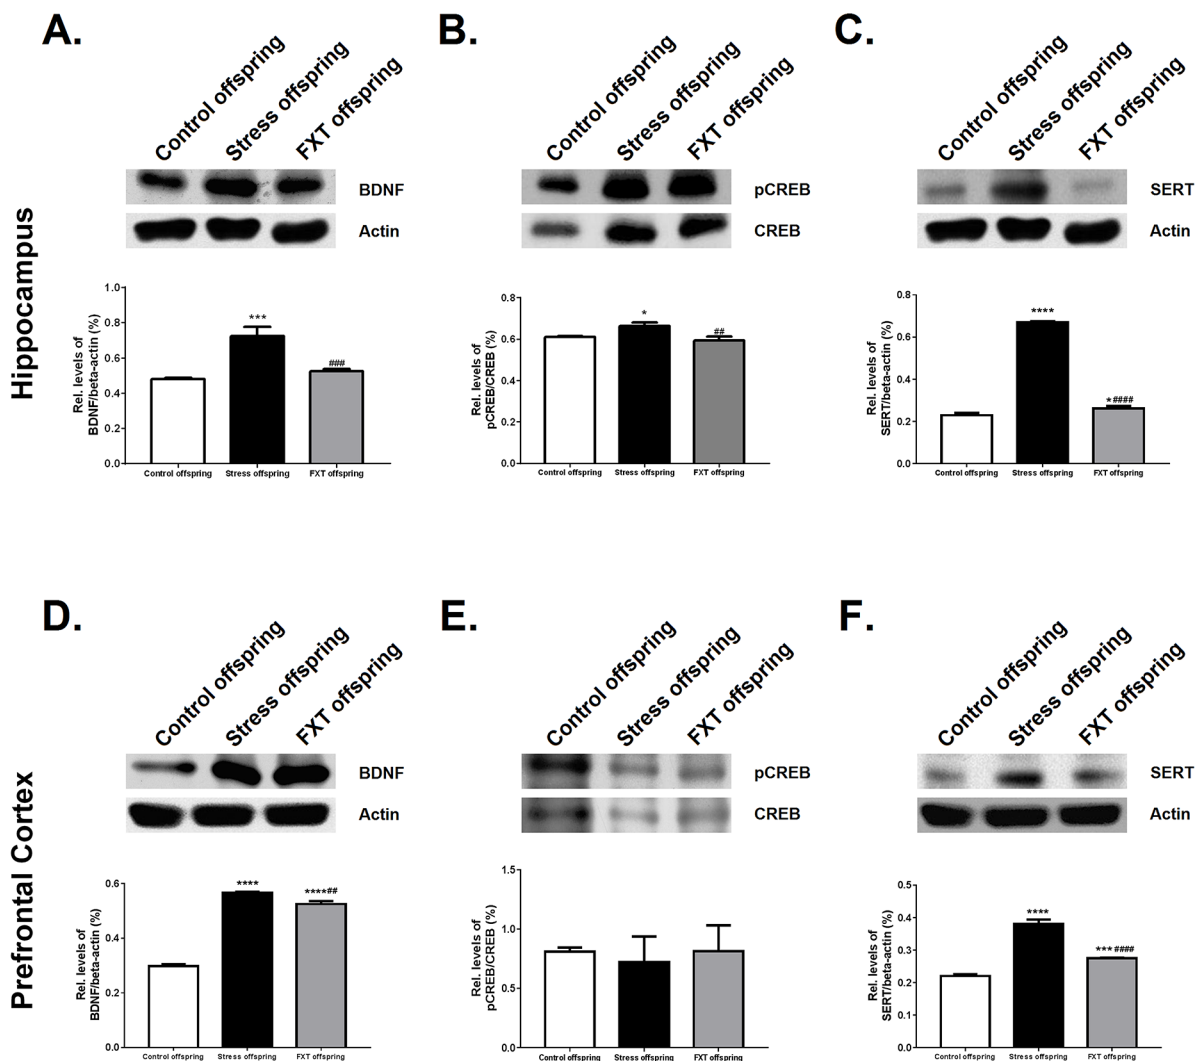 A.
Control offspring
Stress offspring
FXT offspring
BDNF
Actin
Hippocampus
Rel. levels of
BDNF/beta-actin (%)
1.0
0.8
0.6
0.4
0.2
0.0
***
###
Control offspring
Stress offspring
FXT offspring
B.
Control offspring
Stress offspring
FXT offspring
pCREB
CREB
Rel. levels of
pCREB/CREB (%)
0.8
0.6
0.4
0.2
0.0
*
##
Control offspring
Stress offspring
FXT offspring
C.
Control offspring
Stress offspring
FXT offspring
SERT
Actin
Rel. levels of
SERT/beta-actin (%)
0.8
0.6
0.4
0.2
0.0
****
*####
Control offspring
Stress offspring
FXT offspring
D.
Control offspring
Stress offspring
FXT offspring
BDNF
Actin
Prefrontal Cortex
Rel. levels of
BDNF/beta-actin (%)
0.6
0.4
0.2
0.0
****
****##
Control offspring
Stress offspring
FXT offspring
E.
Control offspring
Stress offspring
FXT offspring
pCREB
CREB
Rel. levels of
pCREB/CREB (%)
1.5
1.0
0.5
0.0
Control offspring
Stress offspring
FXT offspring
F.
Control offspring
Stress offspring
FXT offspring
SERT
Actin
Rel. levels of
SERT/beta-actin (%)
0.5
0.4
0.3
0.2
0.1
0.0
****
***####
Control offspring
Stress offspring
FXT offspring